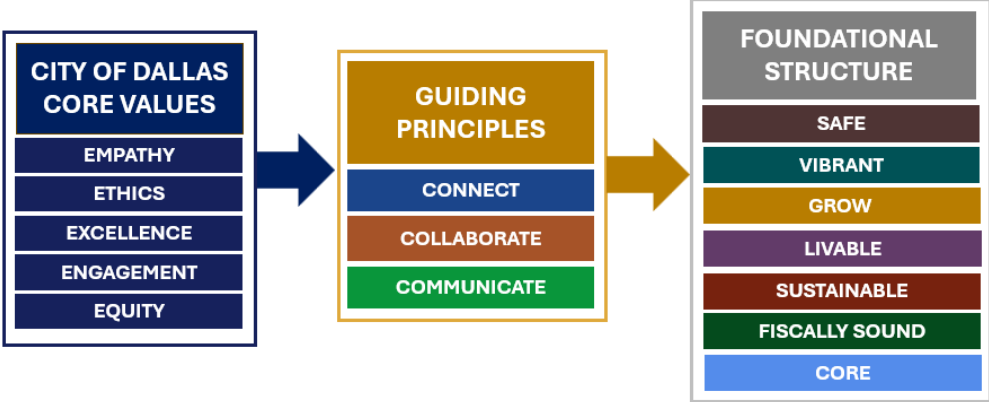 CITY OF DALLAS
CORE VALUES
EMPATHY
ETHICS
EXCELLENCE
ENGAGEMENT
EQUITY
GUIDING
PRINCIPLES
CONNECT
COLLABORATE
COMMUNICATE
FOUNDATIONAL
STRUCTURE
SAFE
VIBRANT
GROW
LIVABLE
SUSTAINABLE
FISCALLY SOUND
CORE